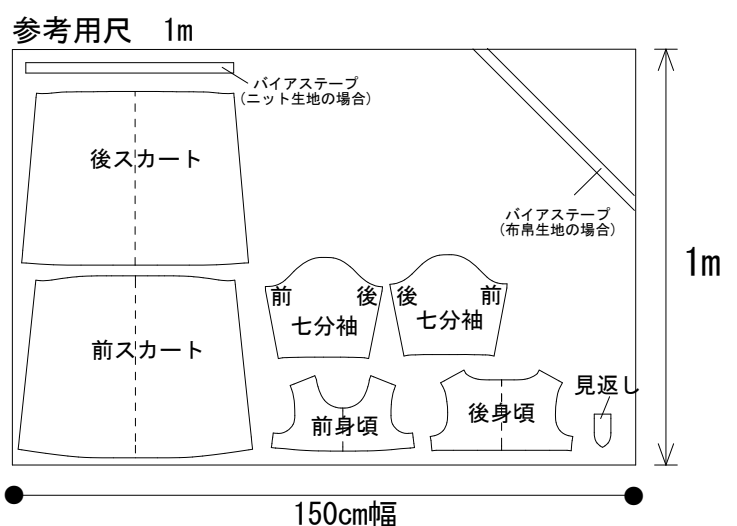 参考用尺　1m
バイアステープ
(ニット生地の場合)
後スカート
バイアステープ
(布帛生地の場合)
1m
前　後
七分袖
後　前
七分袖
前スカート
見返し
前身頃
後身頃
150cm幅